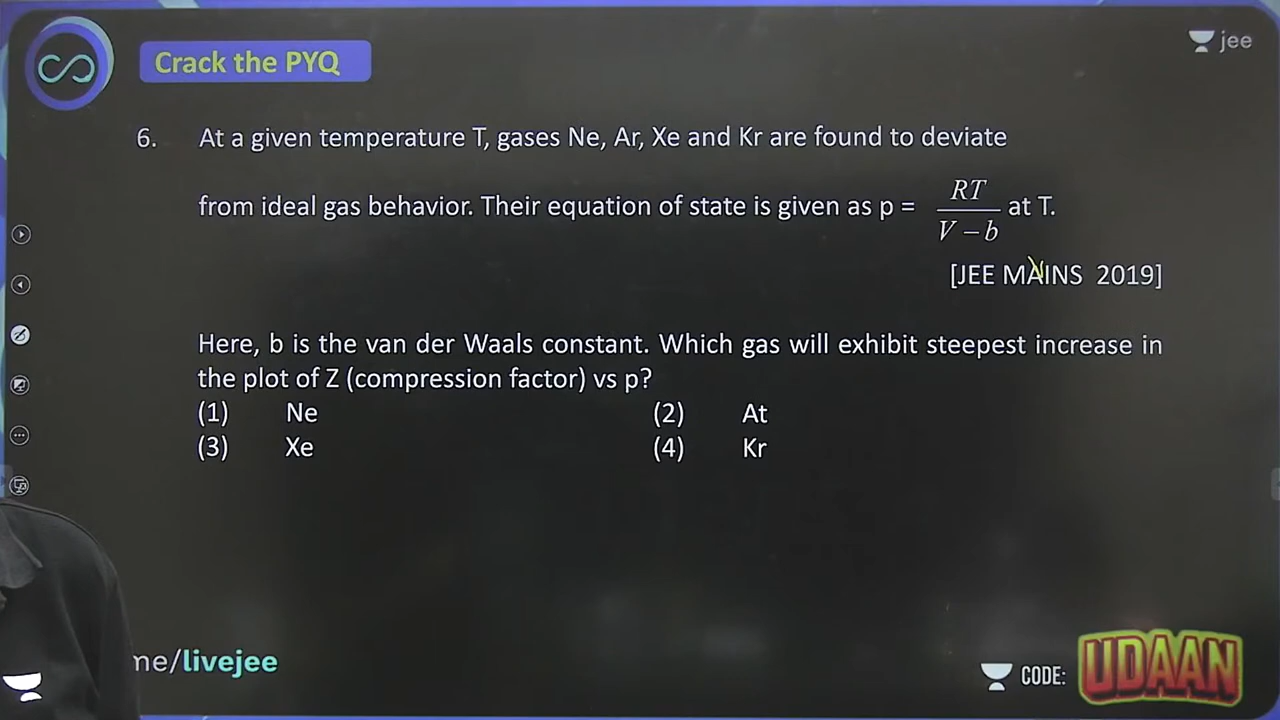 Crack the PYQ
jee
6. At a given temperature T, gases Ne, Ar, Xe and Kr are found to deviate
from ideal gas behavior. Their equation of state is given as p = RT / V − b at T.
[JEE MAINS 2019]
Here, b is the van der Waals constant. Which gas will exhibit steepest increase in
the plot of Z (compression factor) vs p?
(1) Ne (2) At
(3) Xe (4) Kr
me/livejee
CODE: UDAAN